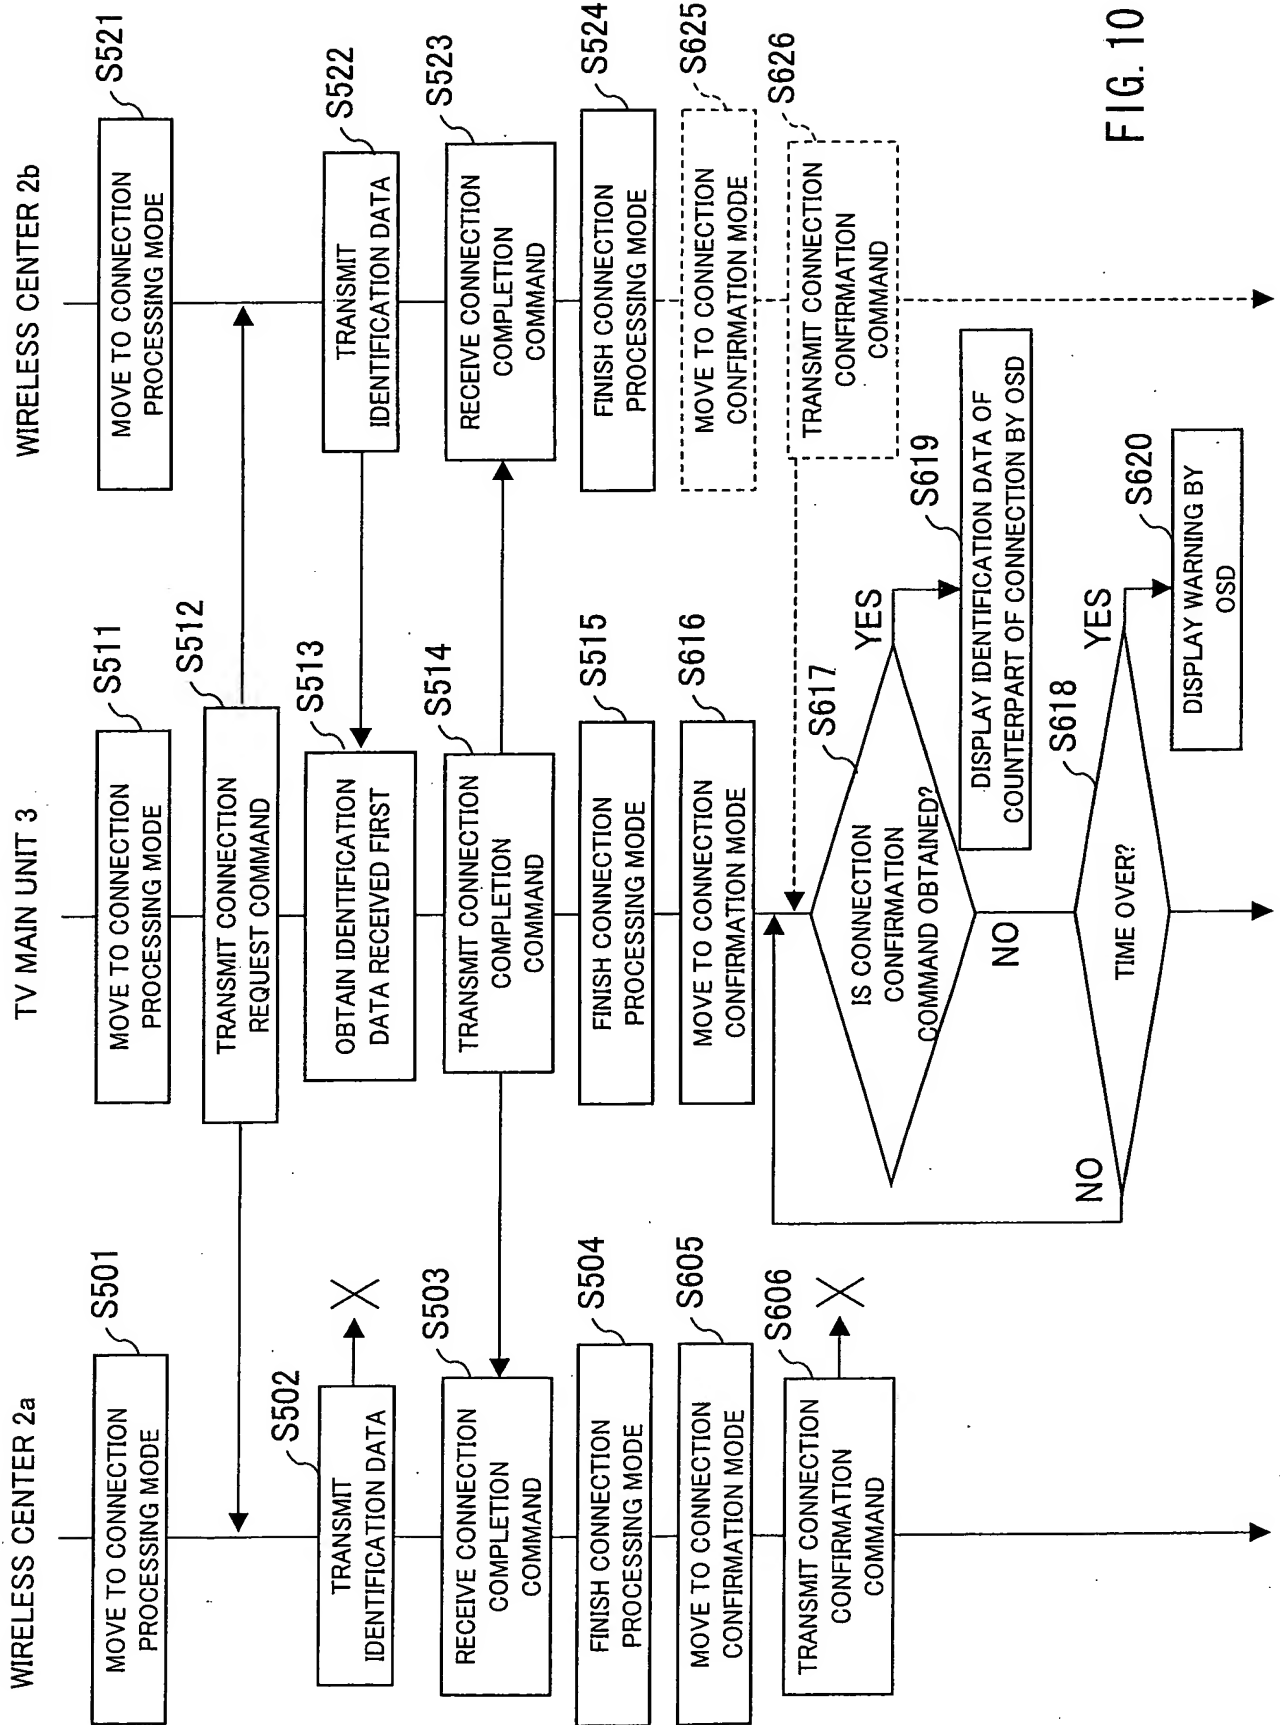 WIRELESS CENTER 2a
MOVE TO CONNECTION
PROCESSING MODE
S501
TRANSMIT
IDENTIFICATION DATA
S502
RECEIVE CONNECTION
COMPLETION
COMMAND
S503
FINISH CONNECTION
PROCESSING MODE
S504
MOVE TO CONNECTION
CONFIRMATION MODE
S605
TRANSMIT CONNECTION
CONFIRMATION
COMMAND
S606
TV MAIN UNIT 3
MOVE TO CONNECTION
PROCESSING MODE
S511
TRANSMIT CONNECTION
REQUEST COMMAND
S512
OBTAIN IDENTIFICATION
DATA RECEIVED FIRST
S513
TRANSMIT CONNECTION
COMPLETION
COMMAND
S514
FINISH CONNECTION
PROCESSING MODE
S515
MOVE TO CONNECTION
CONFIRMATION MODE
S616
IS CONNECTION
CONFIRMATION
COMMAND OBTAINED?
S617
YES
NO
DISPLAY IDENTIFICATION DATA OF
COUNTERPART OF CONNECTION BY OSD
S619
TIME OVER?
S618
YES
NO
DISPLAY WARNING BY
OSD
S620
WIRELESS CENTER 2b
MOVE TO CONNECTION
PROCESSING MODE
S521
TRANSMIT
IDENTIFICATION DATA
S522
RECEIVE CONNECTION
COMPLETION
COMMAND
S523
FINISH CONNECTION
PROCESSING MODE
S524
MOVE TO CONNECTION
CONFIRMATION MODE
S625
TRANSMIT CONNECTION
CONFIRMATION
COMMAND
S626
FIG. 10